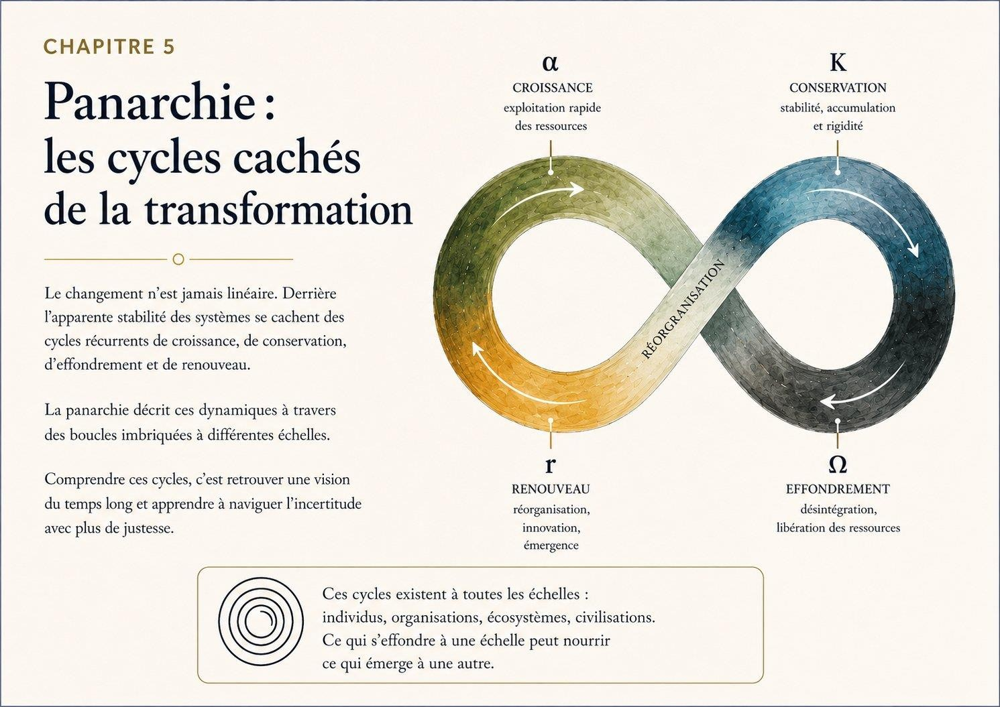 CHAPITRE 5
Panarchie :
les cycles cachés
de la transformation
Le changement n’est jamais linéaire. Derrière
l’apparente stabilité des systèmes se cachent des
cycles récurrents de croissance, de conservation,
d’effondrement et de renouveau.
La panarchie décrit ces dynamiques à travers
des boucles imbriquées à différentes échelles.
Comprendre ces cycles, c’est retrouver une vision
du temps long et apprendre à naviguer l’incertitude
avec plus de justesse.
α
CROISSANCE
exploitation rapide
des ressources
K
CONSERVATION
stabilité, accumulation
et rigidité
RÉORGRANISATION
r
RENOUVEAU
réorganisation,
innovation,
émergence
Ω
EFFONDREMENT
désintégration,
libération des ressources
Ces cycles existent à toutes les échelles :
individus, organisations, écosystèmes, civilisations.
Ce qui s’effondre à une échelle peut nourrir
ce qui émerge à une autre.